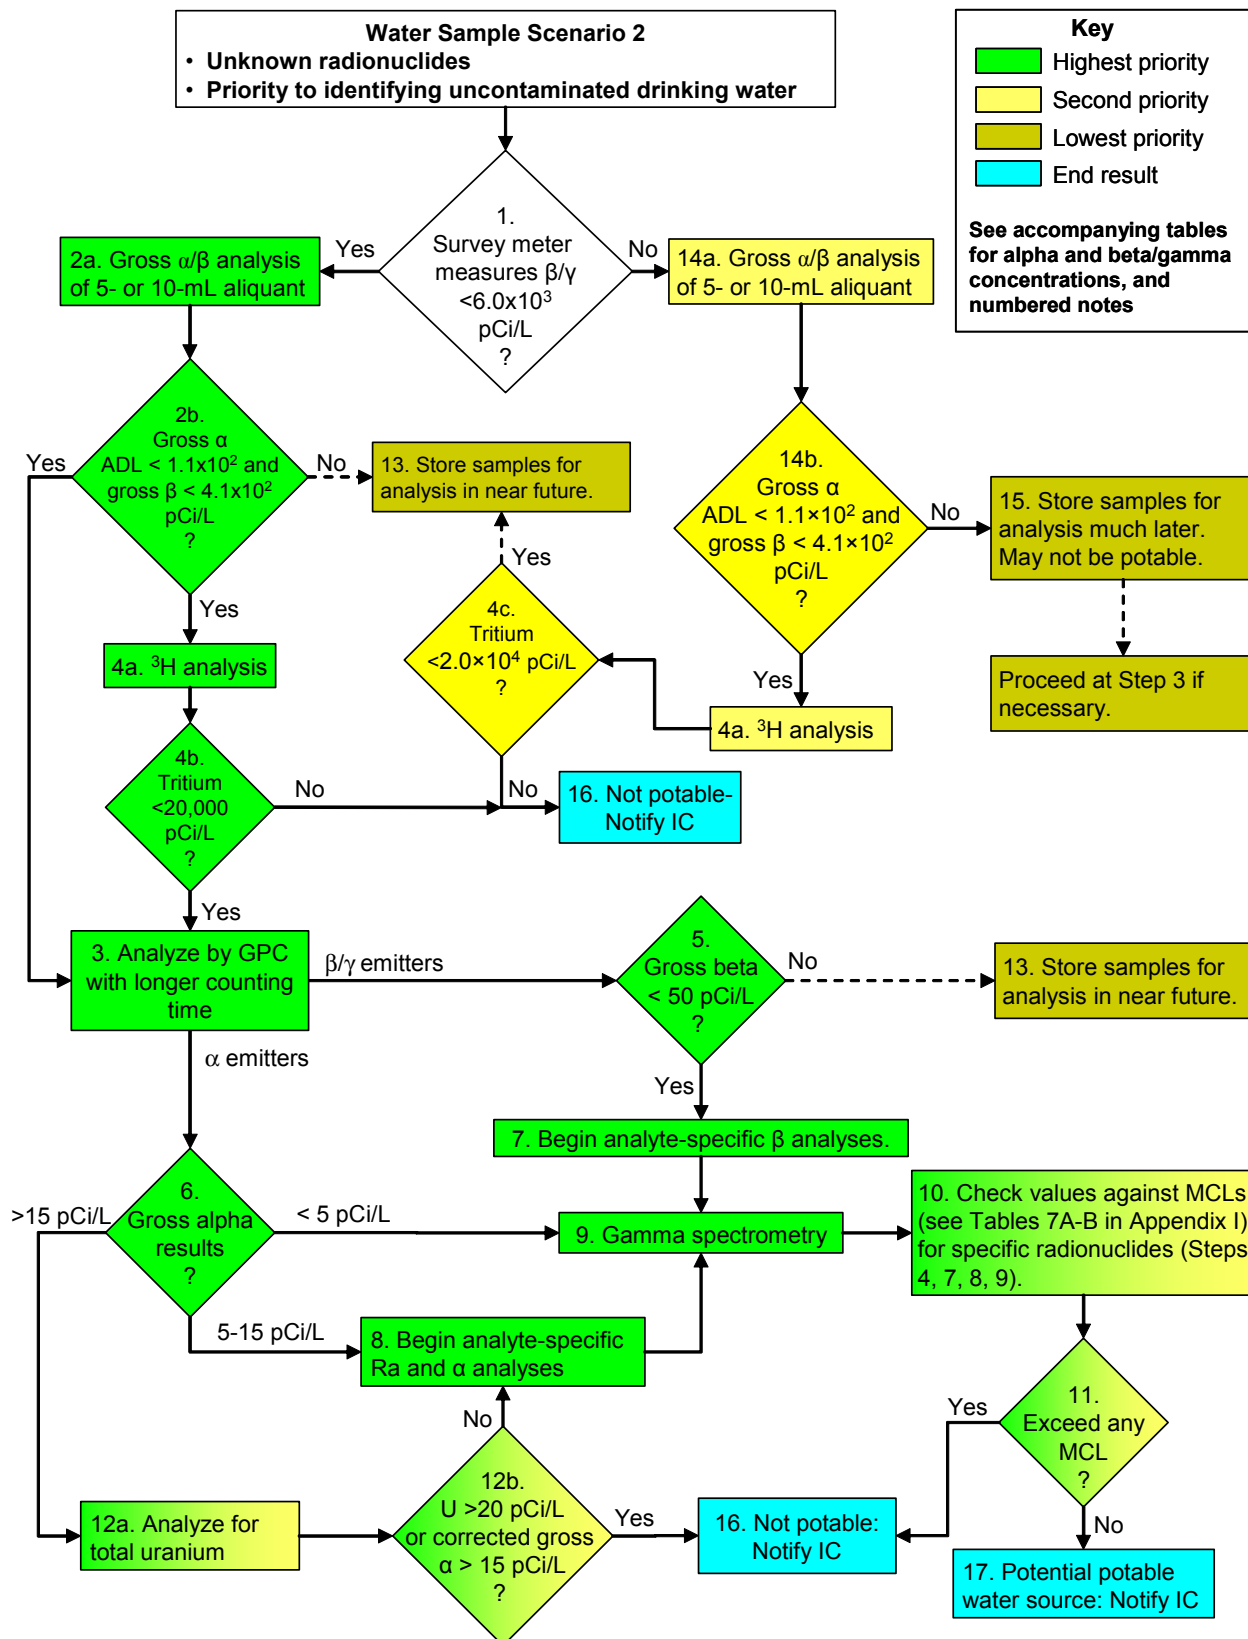 Water Sample Scenario 2
• Unknown radionuclides
• Priority to identifying uncontaminated drinking water
Key
Highest priority
Second priority
Lowest priority
End result
See accompanying tables
for alpha and beta/gamma
concentrations, and
numbered notes
1.
Survey meter
measures β/γ
<6.0x10³
pCi/L
?
Yes
No
2a. Gross α/β analysis
of 5- or 10-mL aliquant
14a. Gross α/β analysis
of 5- or 10-mL aliquant
2b.
Gross α
ADL < 1.1x10² and
gross β < 4.1x10²
pCi/L
?
Yes
No
Yes
13. Store samples for
analysis in near future.
Yes
14b.
Gross α
ADL < 1.1×10² and
gross β < 4.1×10²
pCi/L
?
No
Yes
15. Store samples for
analysis much later.
May not be potable.
Proceed at Step 3 if
necessary.
4a. ³H analysis
4c.
Tritium
<2.0×10⁴ pCi/L
?
4a. ³H analysis
4b.
Tritium
<20,000
pCi/L
?
No
No
16. Not potable-
Notify IC
Yes
3. Analyze by GPC
with longer counting
time
β/γ emitters
α emitters
5.
Gross beta
< 50 pCi/L
?
No
13. Store samples for
analysis in near future.
Yes
7. Begin analyte-specific β analyses.
6.
Gross alpha
results
?
>15 pCi/L
< 5 pCi/L
5-15 pCi/L
9. Gamma spectrometry
10. Check values against MCLs
(see Tables 7A-B in Appendix I)
for specific radionuclides (Steps
4, 7, 8, 9).
8. Begin analyte-specific
Ra and α analyses
No
11.
Exceed any
MCL
?
Yes
No
12a. Analyze for
total uranium
12b.
U >20 pCi/L
or corrected gross
α > 15 pCi/L
?
Yes
16. Not potable:
Notify IC
17. Potential potable
water source: Notify IC